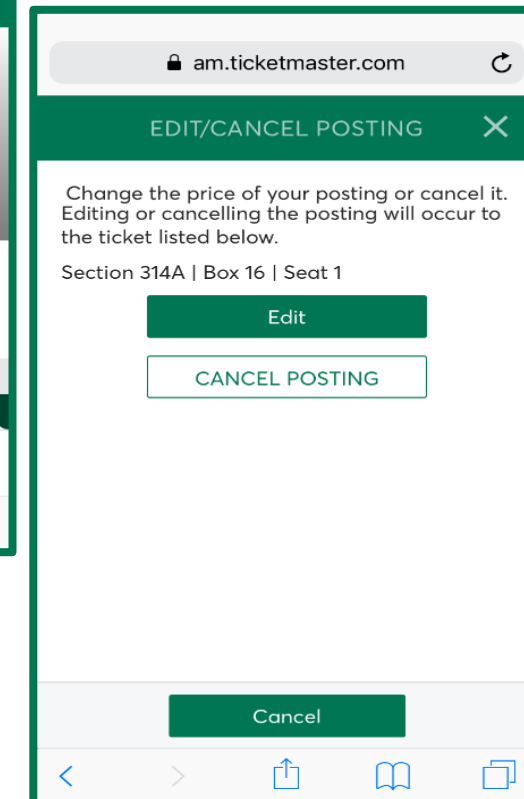 am.ticketmaster.com
EDIT/CANCEL POSTING
Change the price of your posting or cancel it.
Editing or cancelling the posting will occur to
the ticket listed below.
Section 314A | Box 16 | Seat 1
Edit
CANCEL POSTING
Cancel